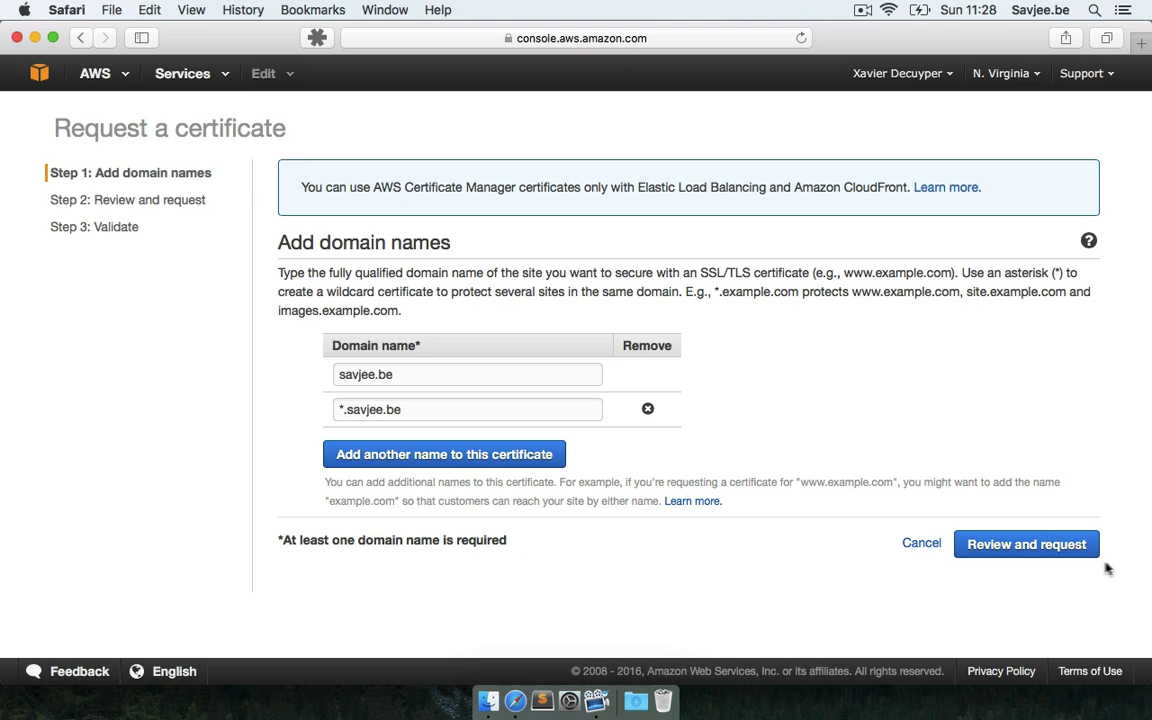 Safari File Edit View History Bookmarks Window Help Sun 11:28 Savjee.be
console.aws.amazon.com
AWS Services Edit Xavier Decuyper N. Virginia Support
Request a certificate
Step 1: Add domain names
Step 2: Review and request
Step 3: Validate
You can use AWS Certificate Manager certificates only with Elastic Load Balancing and Amazon CloudFront. Learn more.
Add domain names
Type the fully qualified domain name of the site you want to secure with an SSL/TLS certificate (e.g., www.example.com). Use an asterisk (*) to
create a wildcard certificate to protect several sites in the same domain. E.g., *.example.com protects www.example.com, site.example.com and
images.example.com.
Domain name* Remove
savjee.be
*.savjee.be
Add another name to this certificate
You can add additional names to this certificate. For example, if you're requesting a certificate for "www.example.com", you might want to add the name
"example.com" so that customers can reach your site by either name. Learn more.
*At least one domain name is required
Cancel Review and request
Feedback English © 2008 - 2016, Amazon Web Services, Inc. or its affiliates. All rights reserved. Privacy Policy Terms of Use